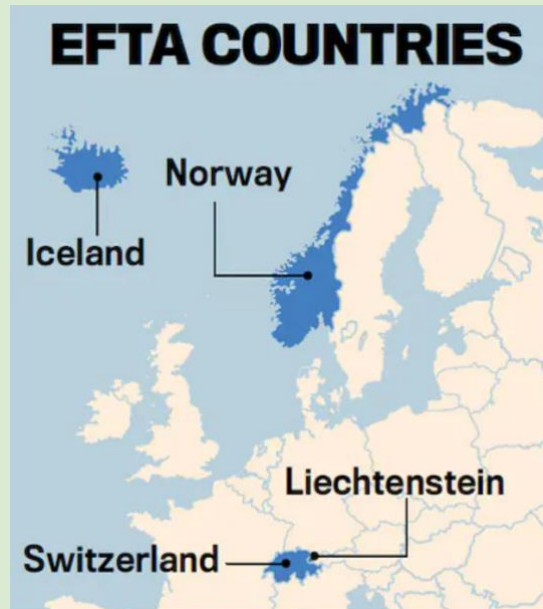 EFTA COUNTRIES
Norway
Iceland
Liechtenstein
Switzerland